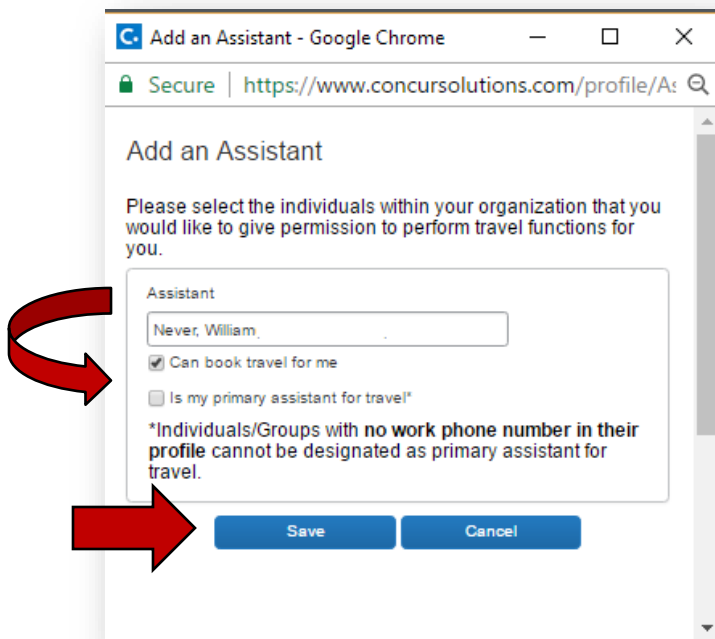 Add an Assistant - Google Chrome
Secure | https://www.concursolutions.com/profile/As
Add an Assistant
Please select the individuals within your organization that you
would like to give permission to perform travel functions for
you.
Assistant
Never, William
Can book travel for me
Is my primary assistant for travel*
*Individuals/Groups with no work phone number in their
profile cannot be designated as primary assistant for
travel.
Save Cancel